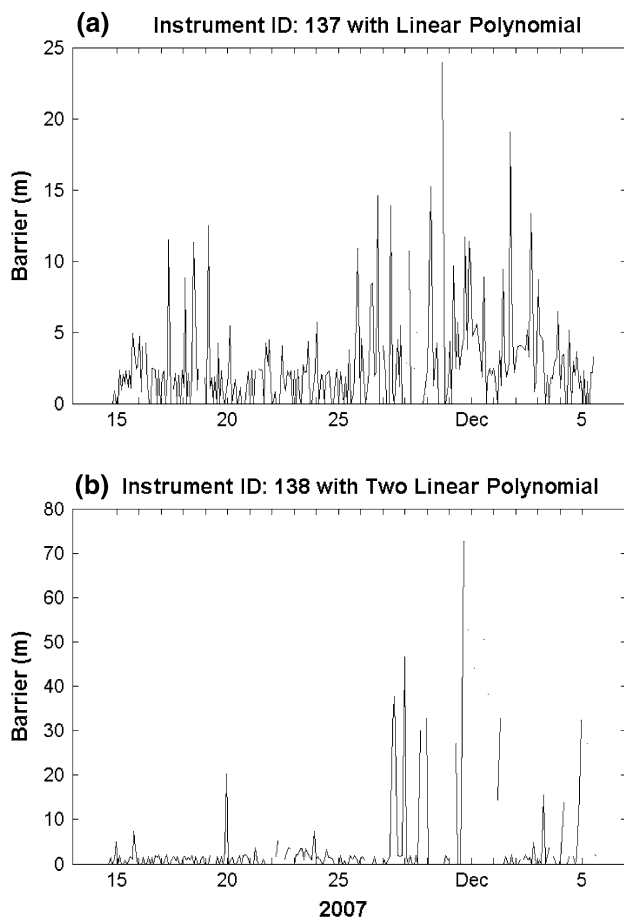 (a) Instrument ID: 137 with Linear Polynomial
25
20
15
10
5
0
Barrier (m)
15 20 25 Dec 5
(b) Instrument ID: 138 with Two Linear Polynomial
80
70
60
50
40
30
20
10
0
Barrier (m)
15 20 25 Dec 5
2007